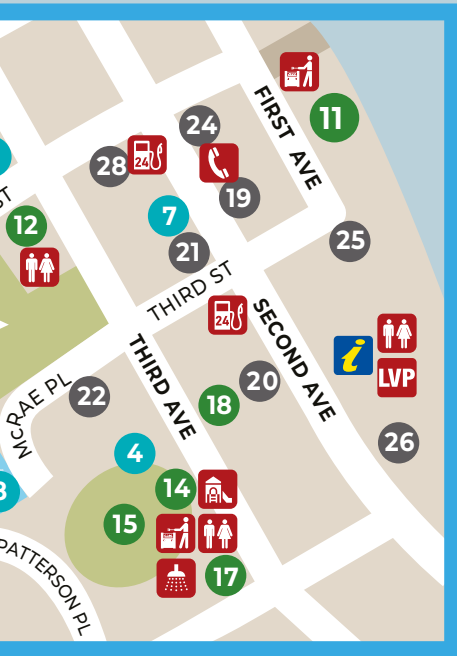 FIRST AVE
11
24
28
24
19
7
12
21
25
ST
THIRD ST
24
SECOND AVE
LVP
THIRD AVE
20
18
22
26
McRAE PL
4
14
15
17
PATTERSON PL